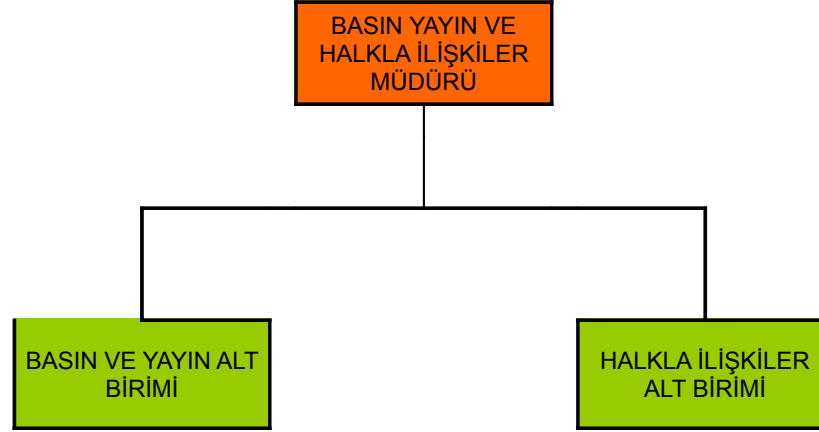 BASIN YAYIN VE
HALKLA İLİŞKİLER
MÜDÜRÜ
BASIN VE YAYIN ALT
BİRİMİ
HALKLA İLİŞKİLER
ALT BİRİMİ